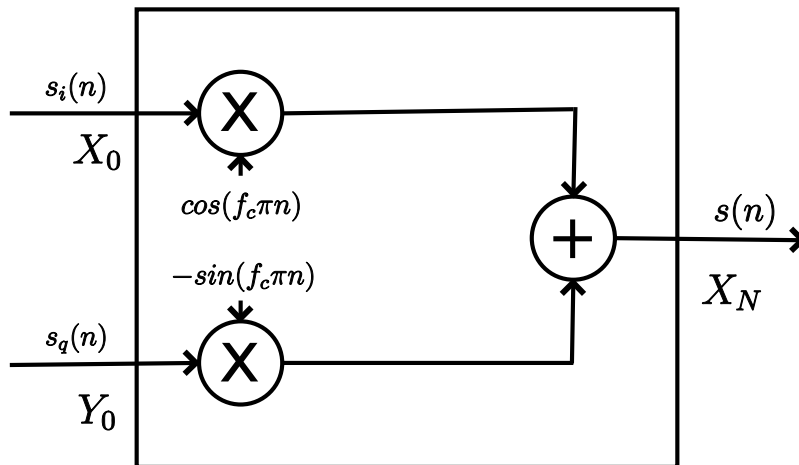 s_i(n)
X_0
X
cos(f_cπn)
s(n)
+
X_N
−sin(f_cπn)
s_q(n)
X
Y_0